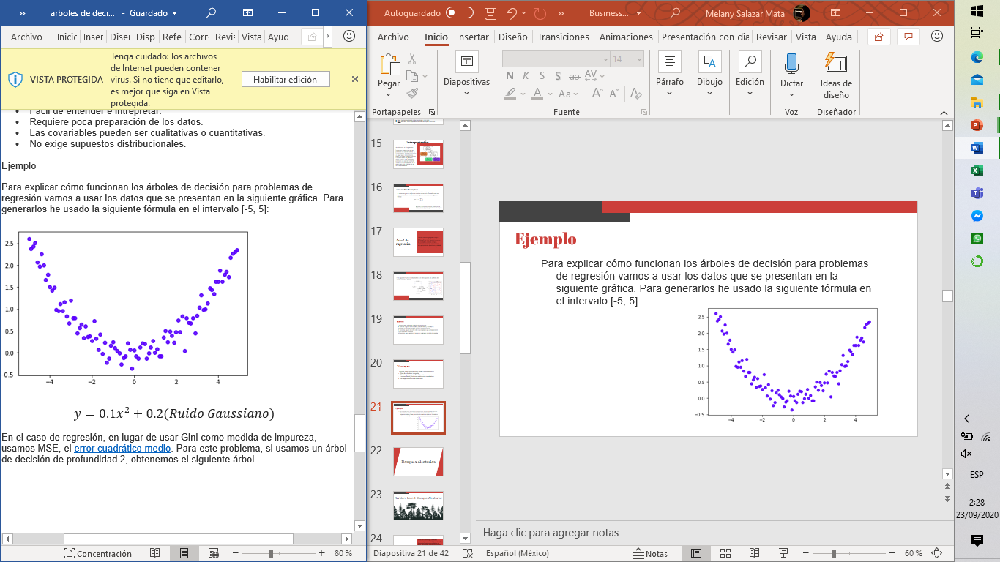 arboles de deci... - Guardado
Archivo Inicio Inser Diseñ Disp Refe Corr Revis Vista Ayuc
VISTA PROTEGIDA
Tenga cuidado: los archivos
de Internet pueden contener
virus. Si no tiene que editarlo,
es mejor que siga en Vista
protegida.
Habilitar edición
Fácil de entender e intrepretar.
Requiere poca preparación de los datos.
Las covariables pueden ser cualitativas o cuantitativas.
No exige supuestos distribucionales.
Ejemplo
Para explicar cómo funcionan los árboles de decisión para problemas de
regresión vamos a usar los datos que se presentan en la siguiente gráfica. Para
generarlos he usado la siguiente fórmula en el intervalo [-5, 5]:
2.5
2.0
1.5
1.0
0.5
0.0
−0.5
−4 −2 0 2 4
y = 0.1x² + 0.2(Ruido Gaussiano)
En el caso de regresión, en lugar de usar Gini como medida de impureza,
usamos MSE, el error cuadrático medio. Para este problema, si usamos un árbol
de decisión de profundidad 2, obtenemos el siguiente árbol.
Concentración
80 %
Autoguardado
Business...
Melany Salazar Mata
Archivo Inicio Insertar Diseño Transiciones Animaciones Presentación con dia Revisar Vista Ayuda
Pegar
Portapapeles
Diapositivas
14
N K S ab AV
A Aa A A A
Fuente
Párrafo
Dibujo
Edición
Dictar
Voz
Ideas de
diseño
Diseñador
15
Interpretación
16
17
Árbol de
regresión
18
19
20
Ventajas
21
Ejemplo
22
Bosques aleatorios
23
Random Forest (Bosque Aleatorio)
24
Ejemplo
Para explicar cómo funcionan los árboles de decisión para problemas
de regresión vamos a usar los datos que se presentan en la
siguiente gráfica. Para generarlos he usado la siguiente fórmula en
el intervalo [-5, 5]:
2.5
2.0
1.5
1.0
0.5
0.0
−0.5
−4 −2 0 2 4
Haga clic para agregar notas
Diapositiva 21 de 42
Español (México)
Notas
60 %
ESP
2:28
23/09/2020